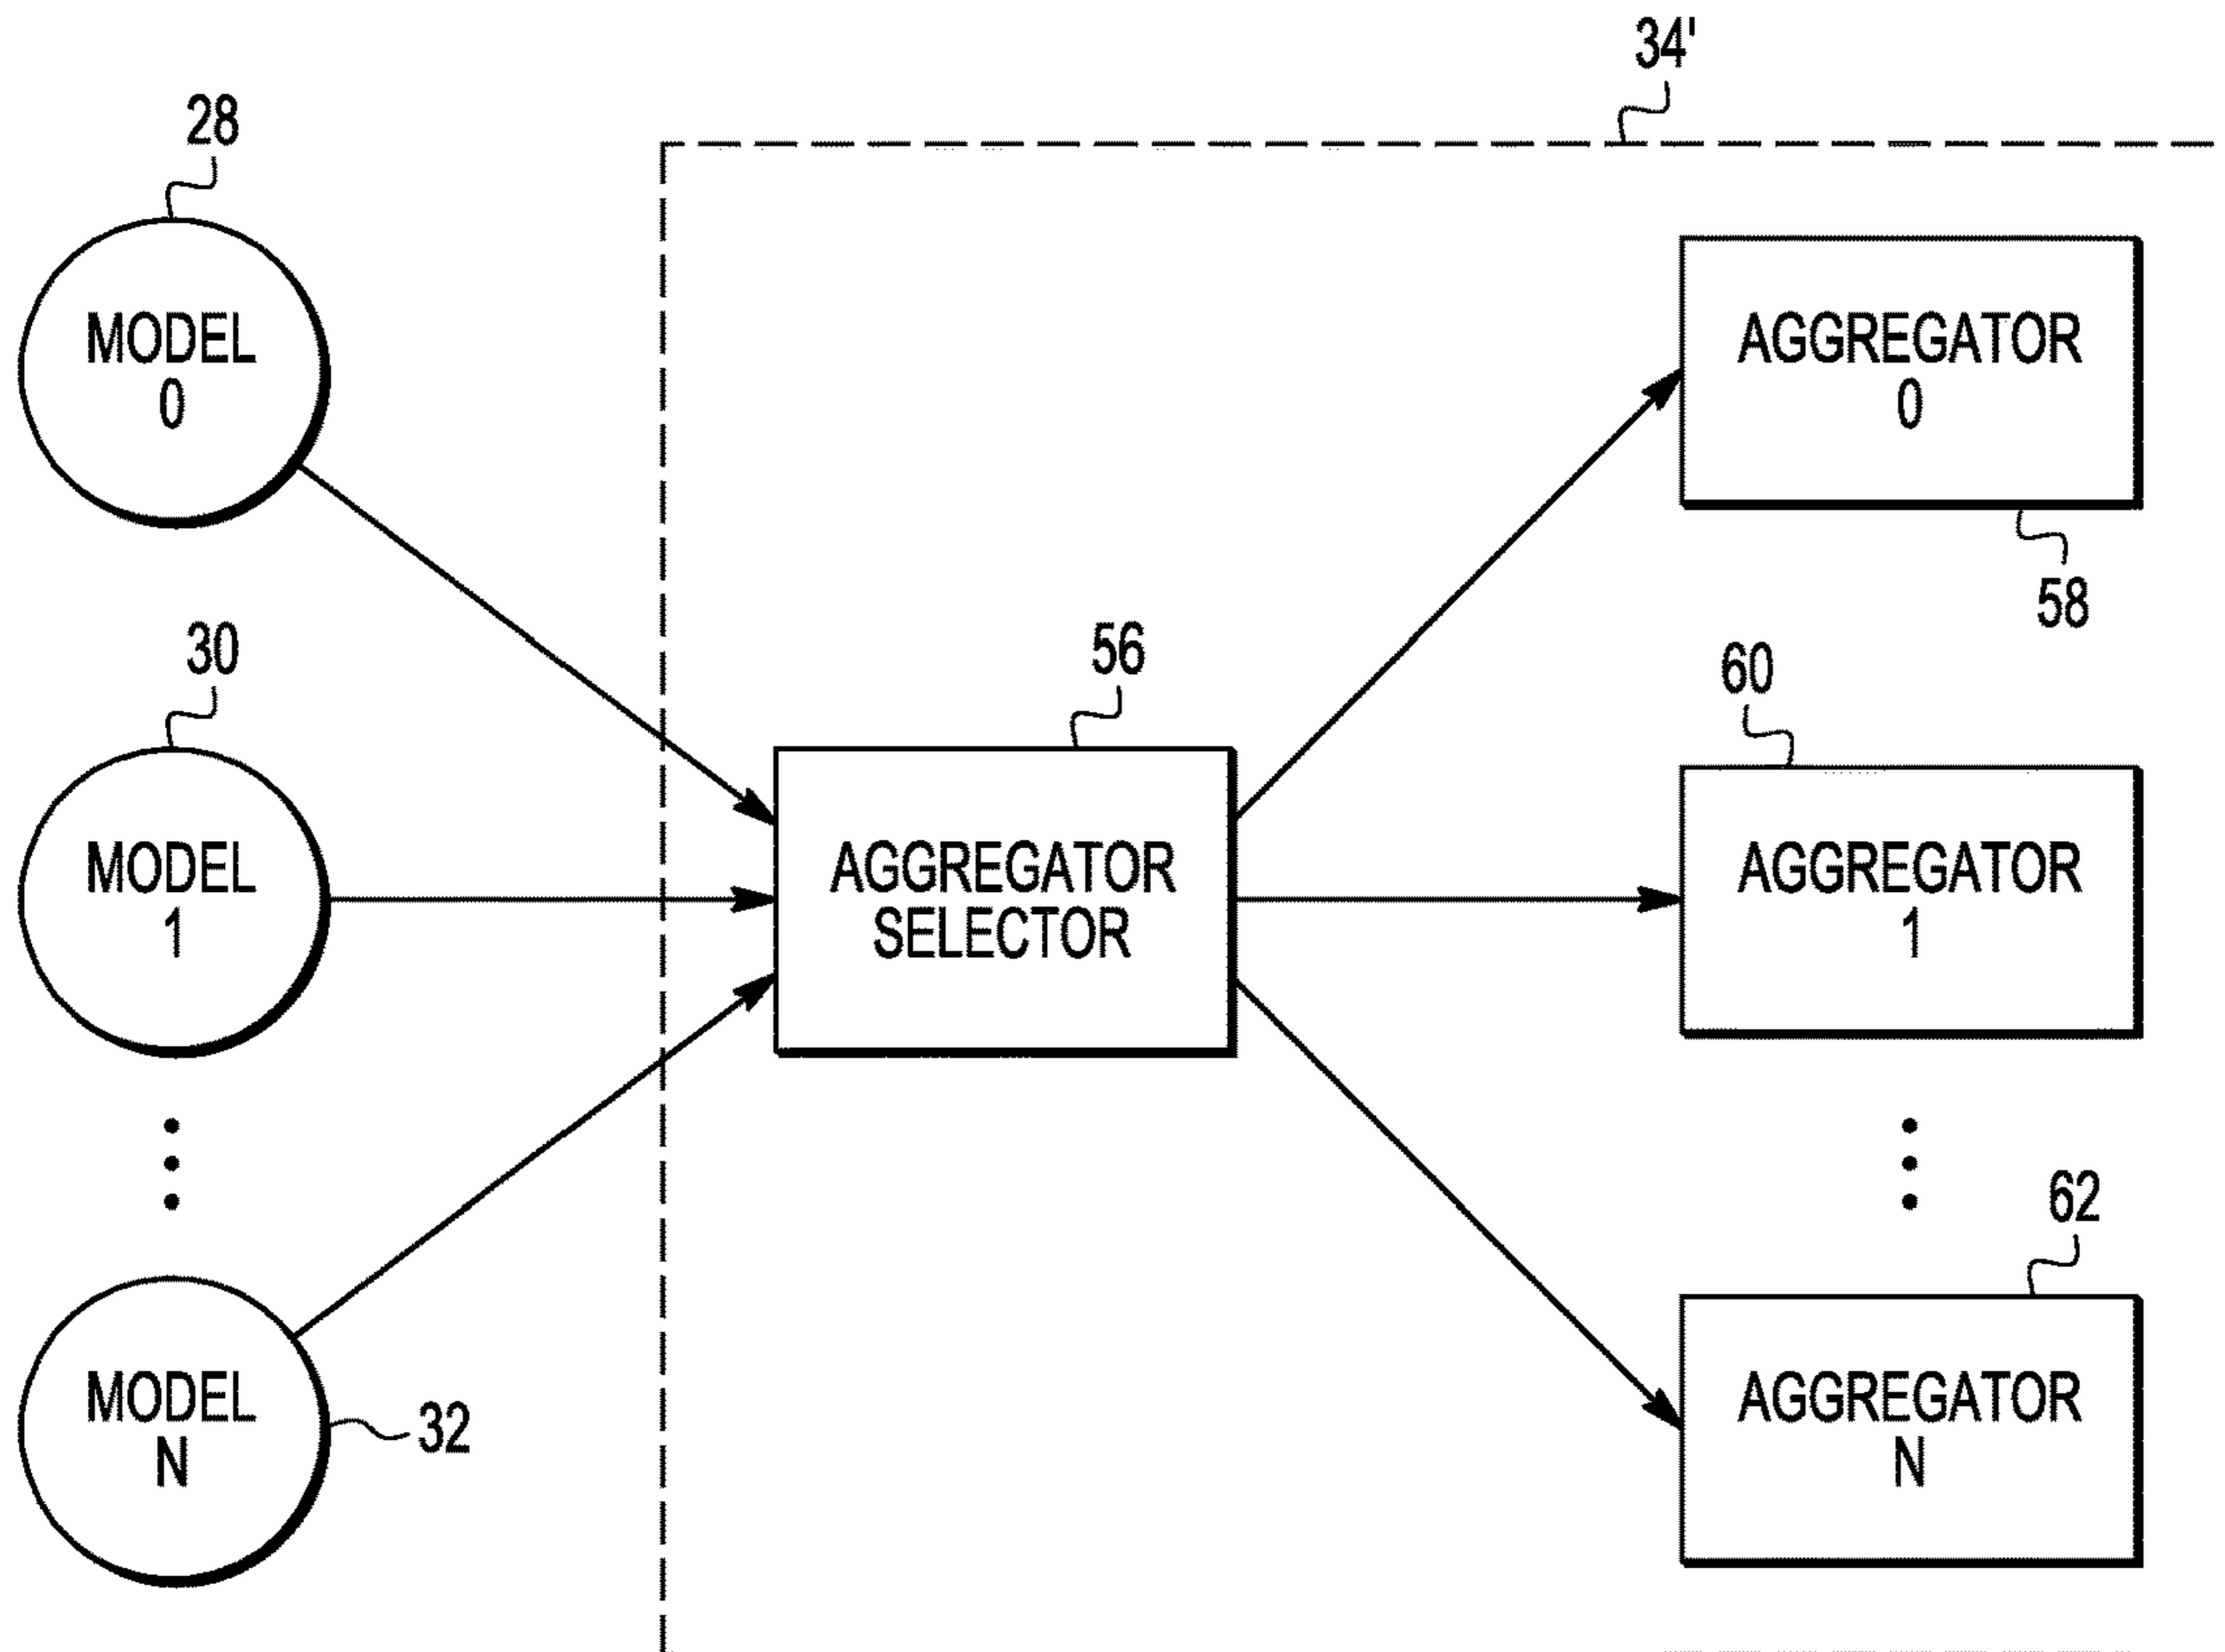 34'
28
MODEL
0
AGGREGATOR
0
58
30
56
60
MODEL
1
AGGREGATOR
SELECTOR
AGGREGATOR
1
62
MODEL
N
32
AGGREGATOR
N